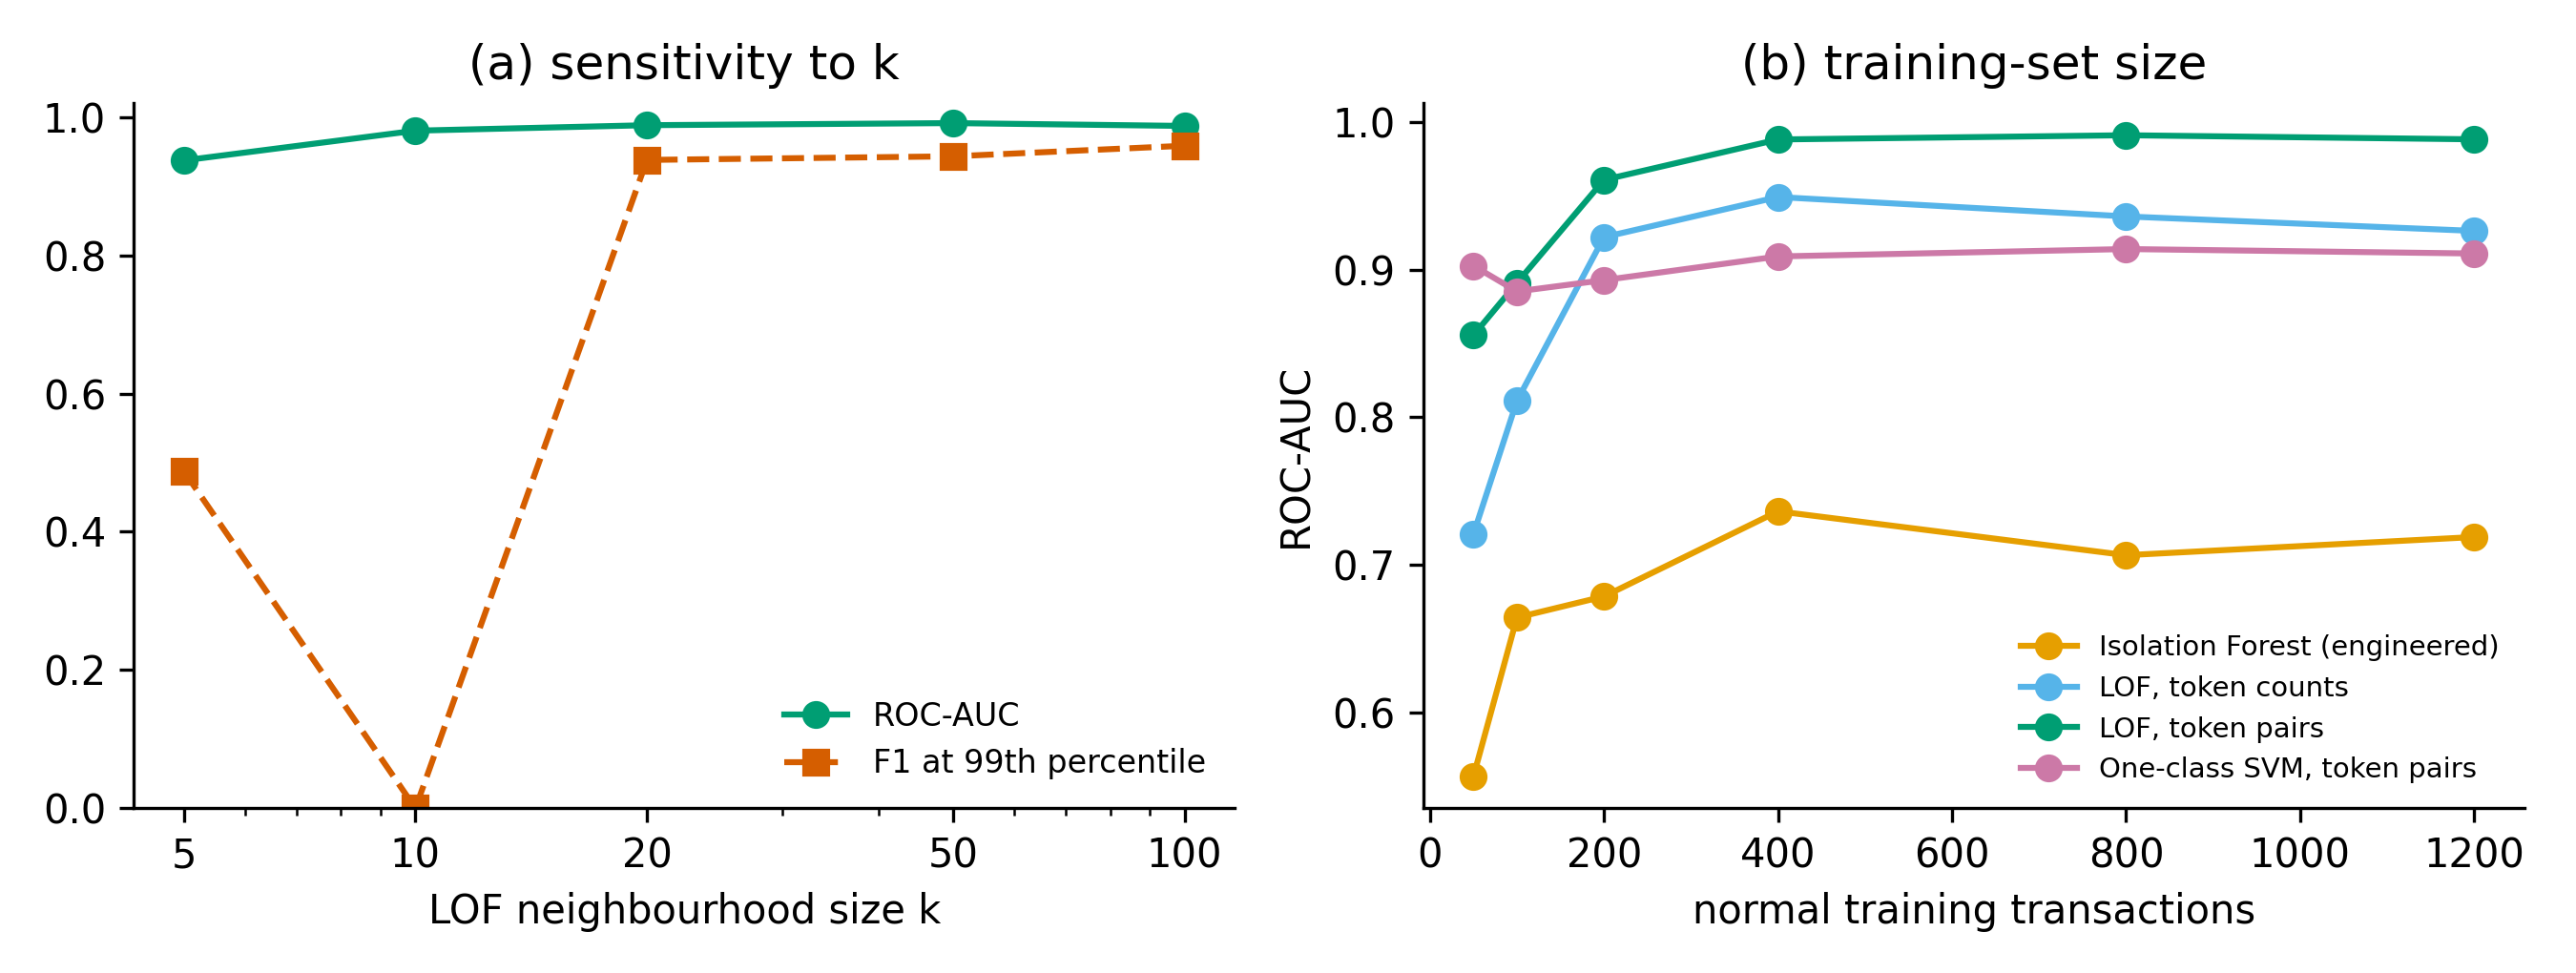 (a) sensitivity to k
1.0
0.8
0.6
0.4
0.2
0.0
5 10 20 50 100
LOF neighbourhood size k
ROC-AUC
F1 at 99th percentile
(b) training-set size
ROC-AUC
1.0
0.9
0.8
0.7
0.6
0 200 400 600 800 1000 1200
normal training transactions
Isolation Forest (engineered)
LOF, token counts
LOF, token pairs
One-class SVM, token pairs